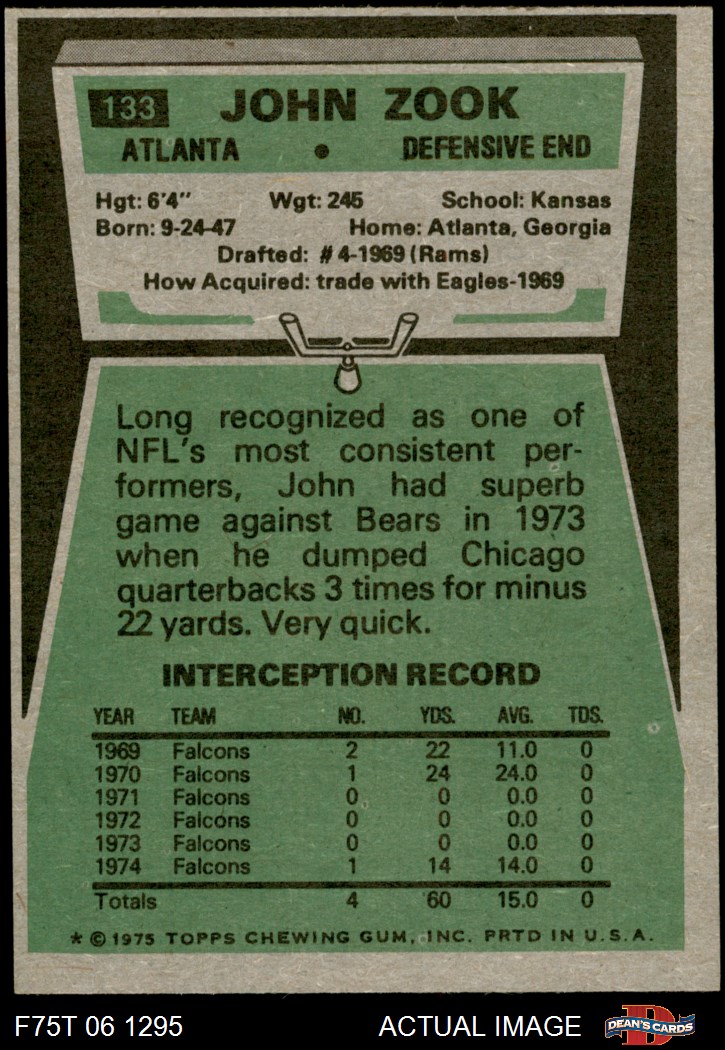 133 JOHN ZOOK
ATLANTA • DEFENSIVE END
Hgt: 6'4" Wgt: 245 School: Kansas
Born: 9-24-47 Home: Atlanta, Georgia
Drafted: #4-1969 (Rams)
How Acquired: trade with Eagles-1969
Long recognized as one of
NFL's most consistent per-
formers, John had superb
game against Bears in 1973
when he dumped Chicago
quarterbacks 3 times for minus
22 yards. Very quick.
INTERCEPTION RECORD
YEAR TEAM NO. YDS. AVG. TDS.
1969 Falcons 2 22 11.0 0
1970 Falcons 1 24 24.0 0
1971 Falcons 0 0 0.0 0
1972 Falcons 0 0 0.0 0
1973 Falcons 0 0 0.0 0
1974 Falcons 1 14 14.0 0
Totals 4 60 15.0 0
* © 1975 TOPPS CHEWING GUM, INC. PRTD IN U.S.A.
F75T 06 1295 ACTUAL IMAGE D DEAN'S CARDS